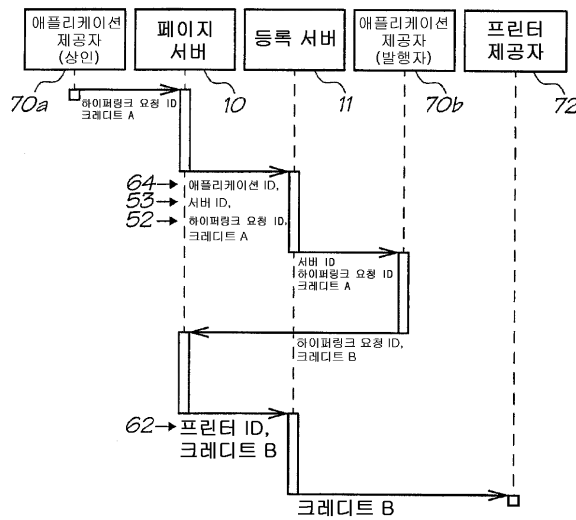 애플리케이션
제공자
(상인)
페이지
서버
등록 서버
애플리케이션
제공자
(발행자)
프린터
제공자
70a
10
11
70b
72
하이퍼링크 요청 ID
크레디트 A
64
애플리케이션 ID,
53
서버 ID,
52
하이퍼링크 요청 ID,
크레디트 A
서버 ID
하이퍼링크 요청 ID
크레디트 A
하이퍼링크 요청 ID,
크레디트 B
62
프린터 ID,
크레디트 B
크레디트 B